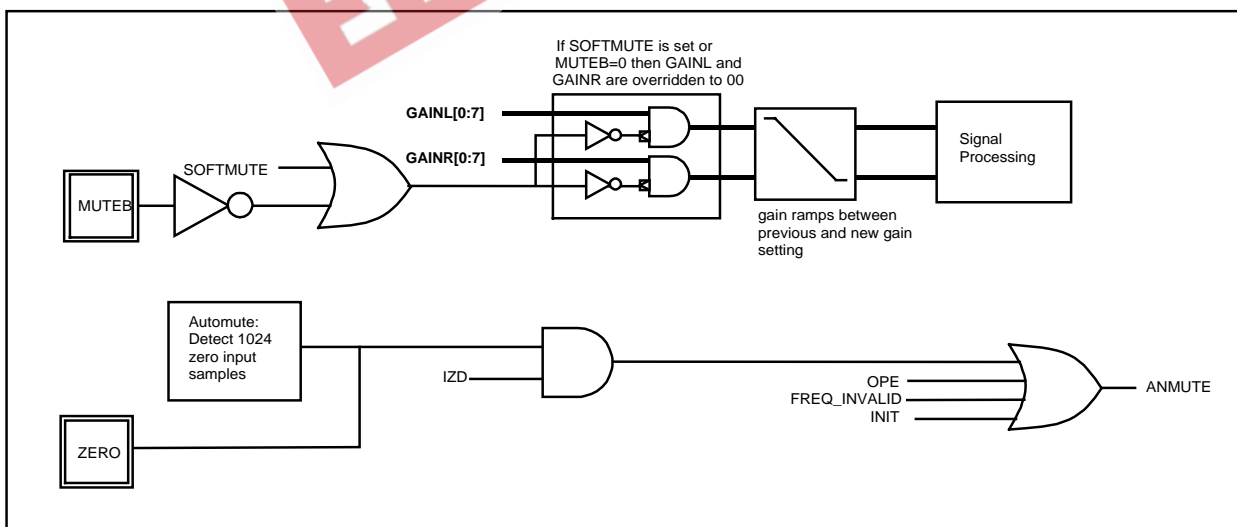 If SOFTMUTE is set or
MUTEB=0 then GAINL and
GAINR are overridden to 00
GAINL[0:7]
GAINR[0:7]
SOFTMUTE
MUTEB
Signal
Processing
gain ramps between
previous and new gain
setting
Automute:
Detect 1024
zero input
samples
IZD
OPE
FREQ_INVALID
INIT
ANMUTE
ZERO